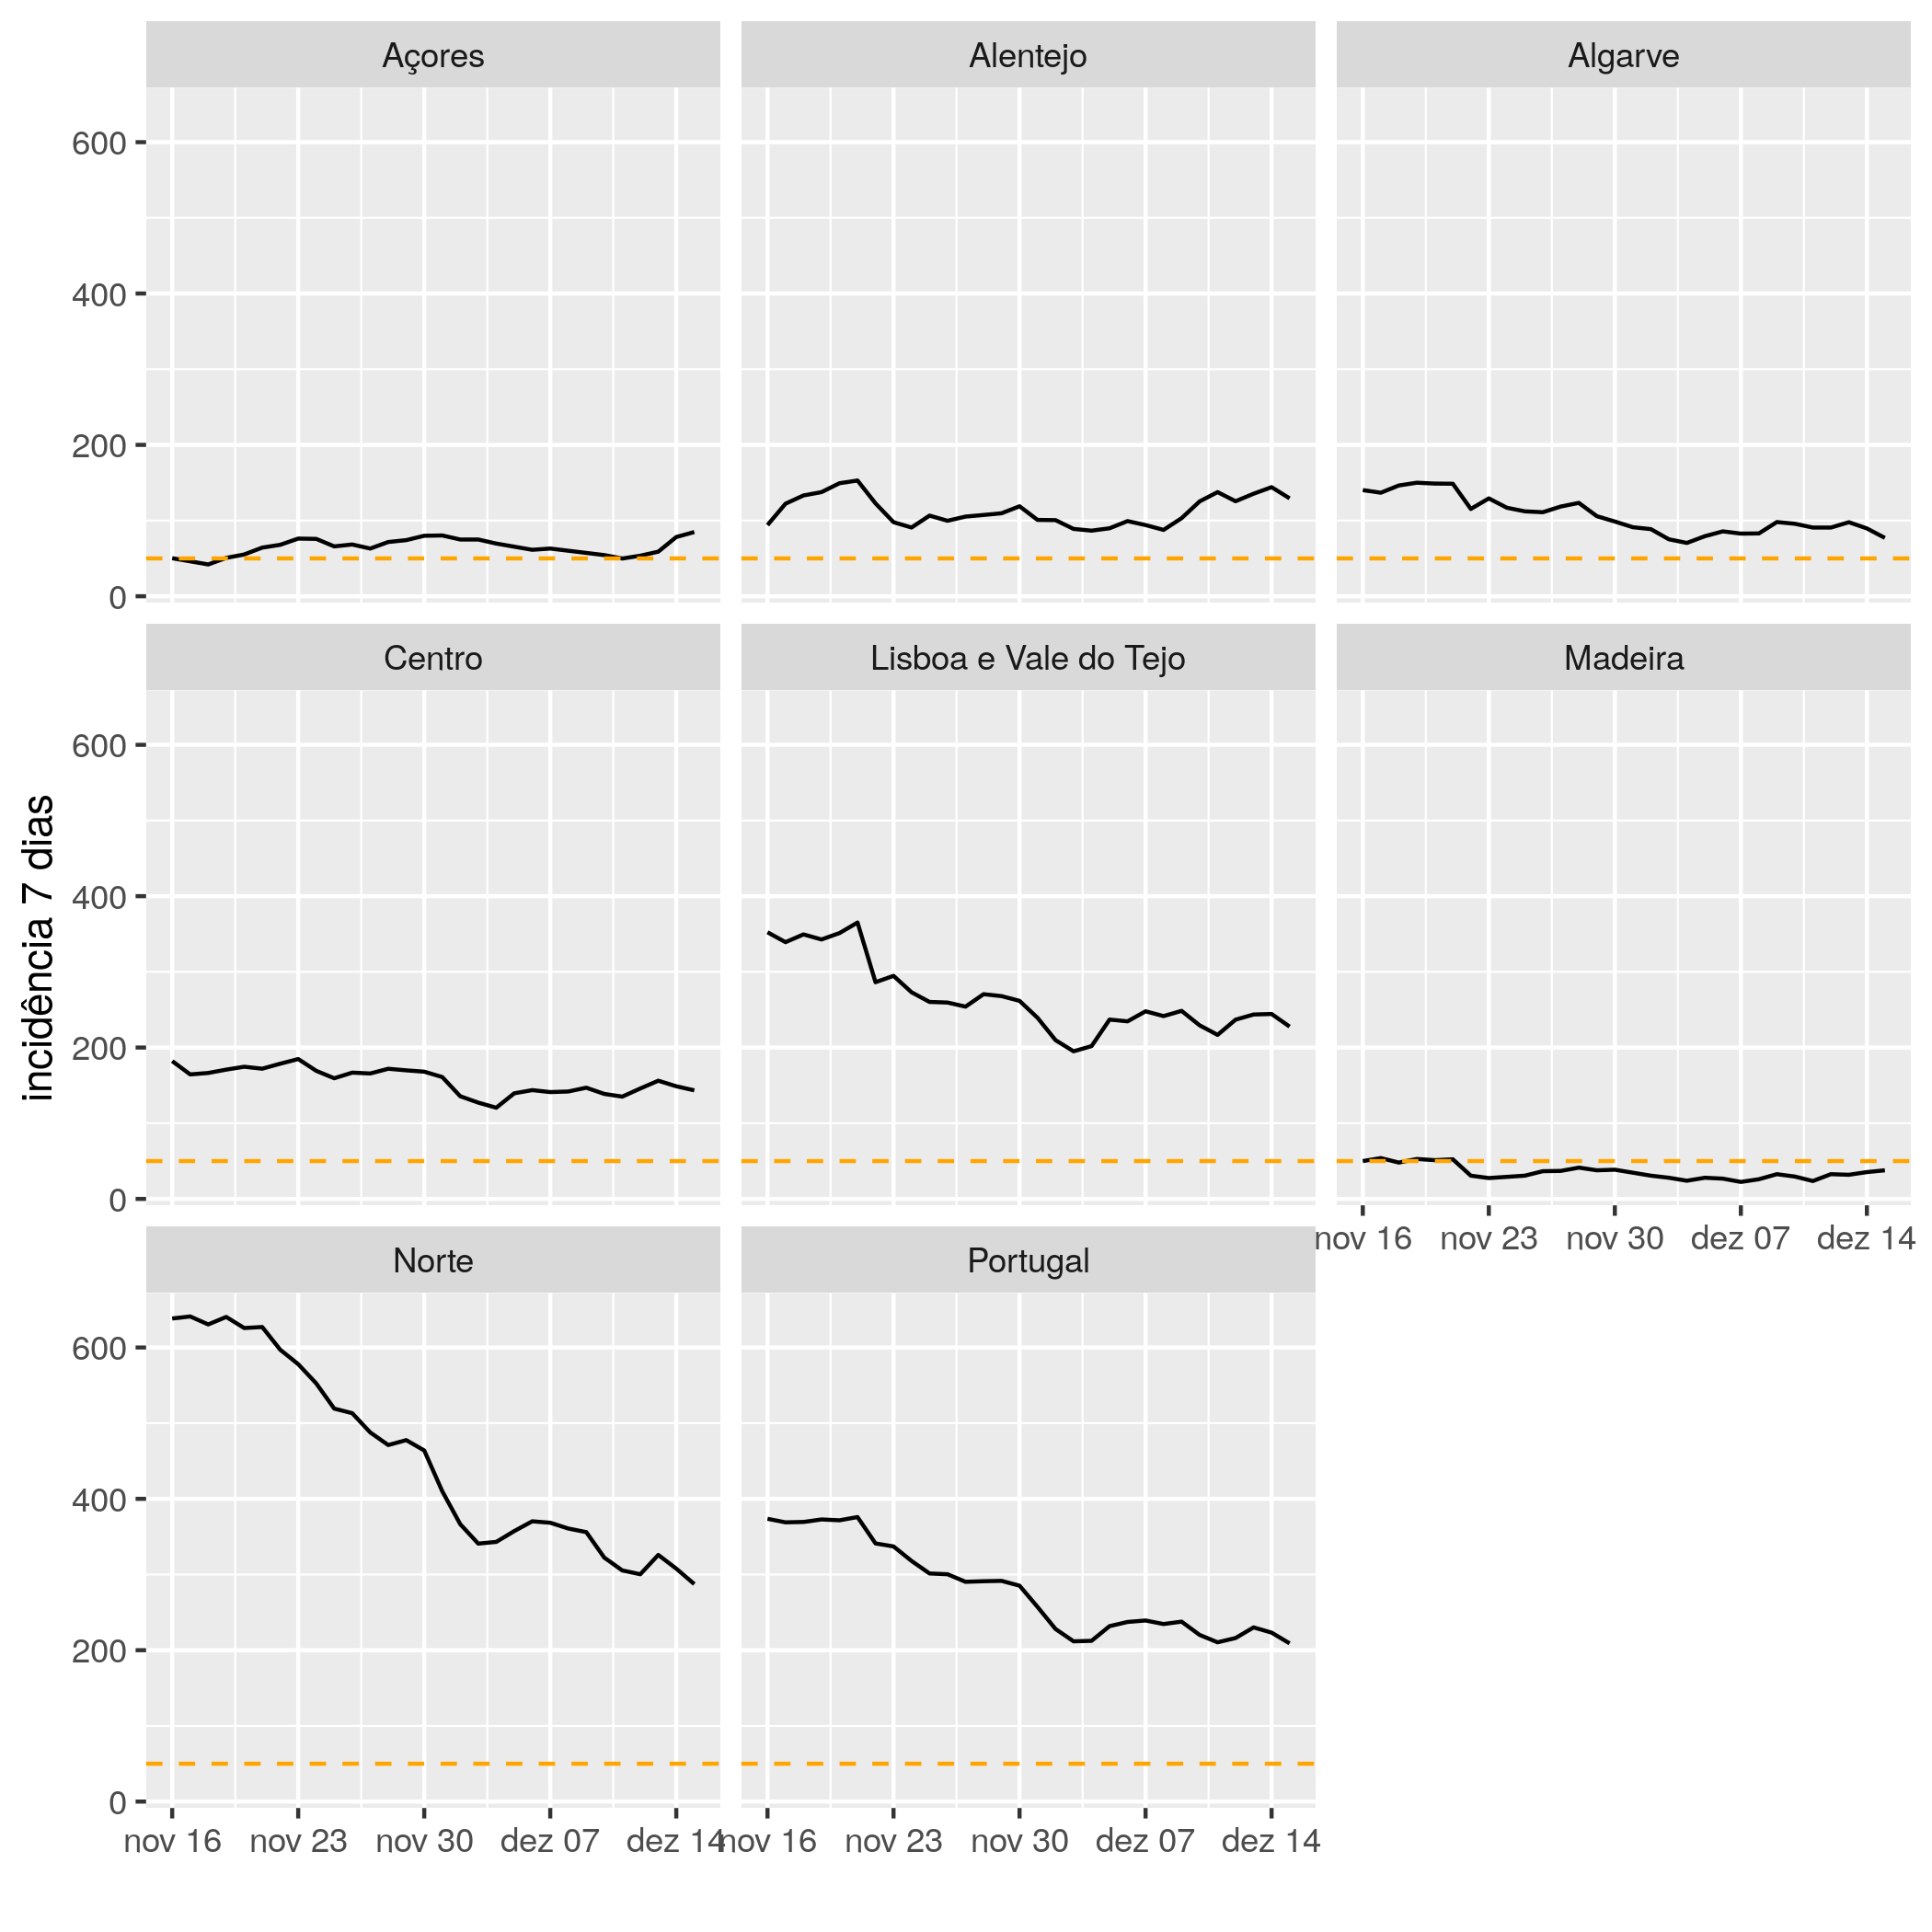 Açores
Alentejo
Algarve
600
400
200
0
Centro
Lisboa e Vale do Tejo
Madeira
incidência 7 dias
600
400
200
0
nov 16 nov 23 nov 30 dez 07 dez 14
Norte
Portugal
600
400
200
0
nov 16 nov 23 nov 30 dez 07 dez 14
nov 16 nov 23 nov 30 dez 07 dez 14